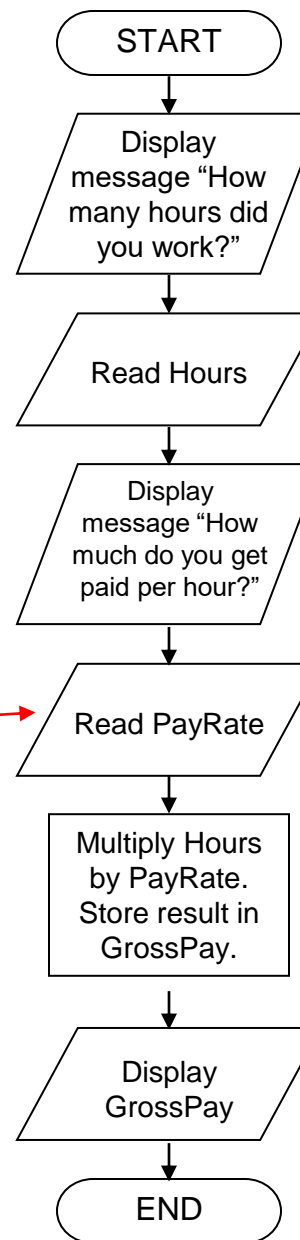 START
Display
message “How
many hours did
you work?”
Read Hours
Display
message “How
much do you get
paid per hour?”
Read PayRate
Multiply Hours
by PayRate.
Store result in
GrossPay.
Display
GrossPay
END